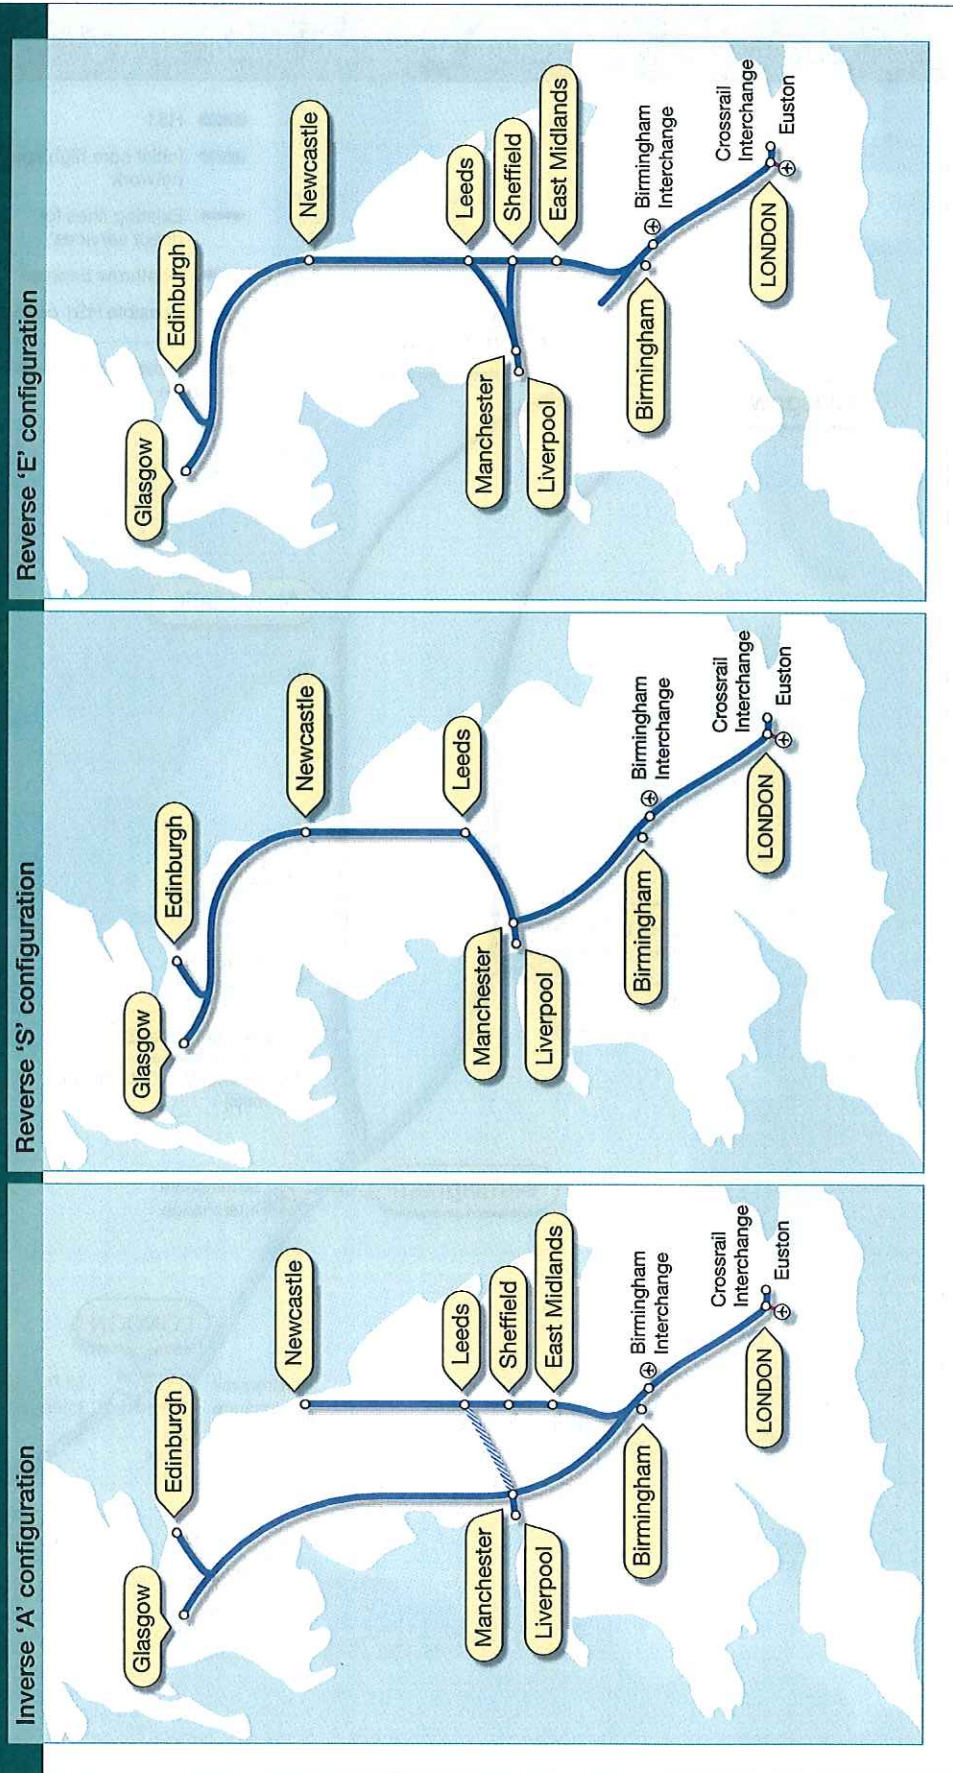 Inverse 'A' configuration
Glasgow
Edinburgh
Newcastle
Manchester
Liverpool
Leeds
Sheffield
East Midlands
Birmingham
Birmingham
Interchange
LONDON
Crossrail
Interchange
Euston
Reverse 'S' configuration
Glasgow
Edinburgh
Newcastle
Manchester
Liverpool
Leeds
Birmingham
Birmingham
Interchange
LONDON
Crossrail
Interchange
Euston
Reverse 'E' configuration
Glasgow
Edinburgh
Newcastle
Manchester
Liverpool
Leeds
Sheffield
East Midlands
Birmingham
Birmingham
Interchange
LONDON
Crossrail
Interchange
Euston